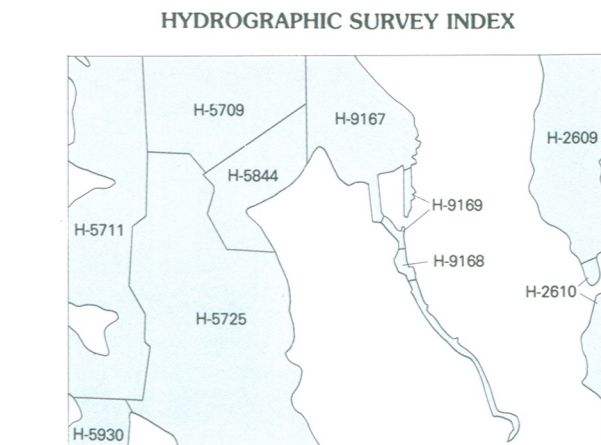 HYDROGRAPHIC SURVEY INDEX
H-5709
H-9167
H-2609
H-5844
H-9169
H-5711
H-9168
H-2610
H-5725
H-5930